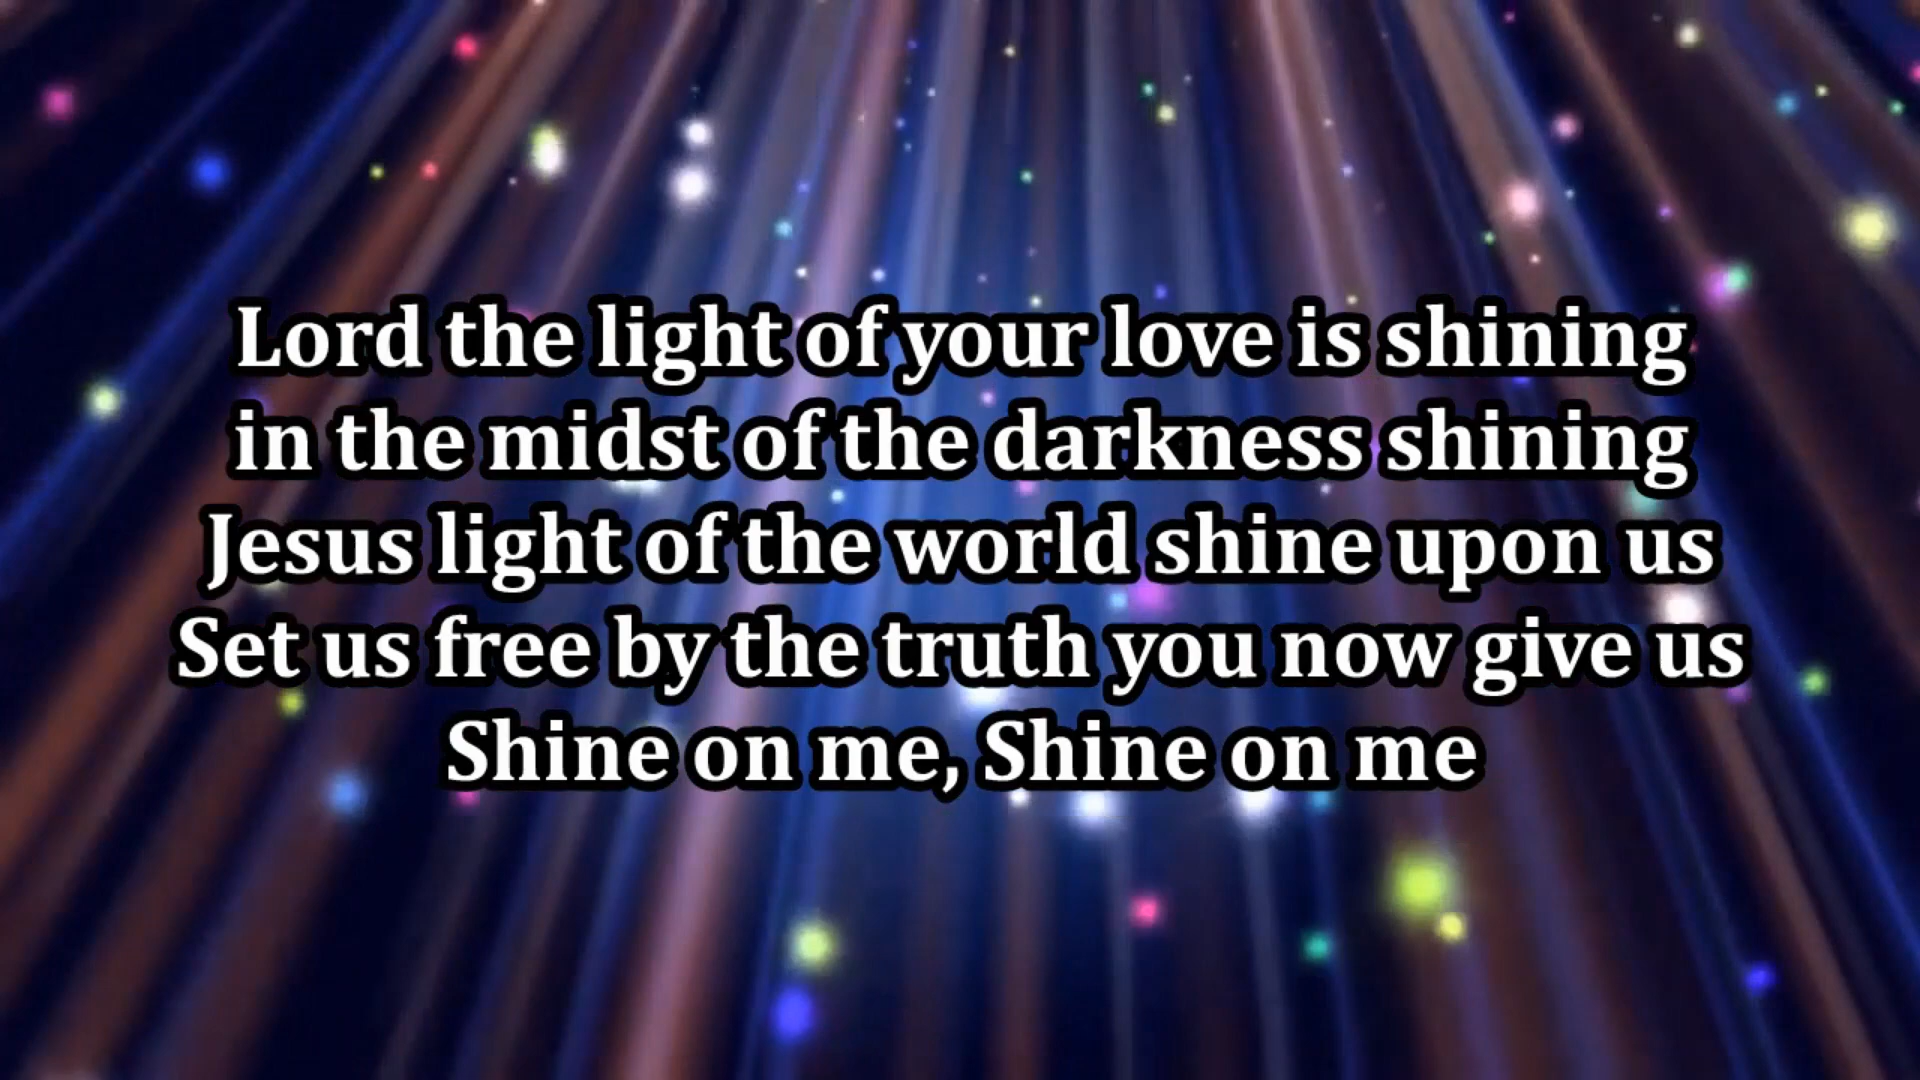 Lord the light of your love is shining
in the midst of the darkness shining
Jesus light of the world shine upon us
Set us free by the truth you now give us
Shine on me, Shine on me